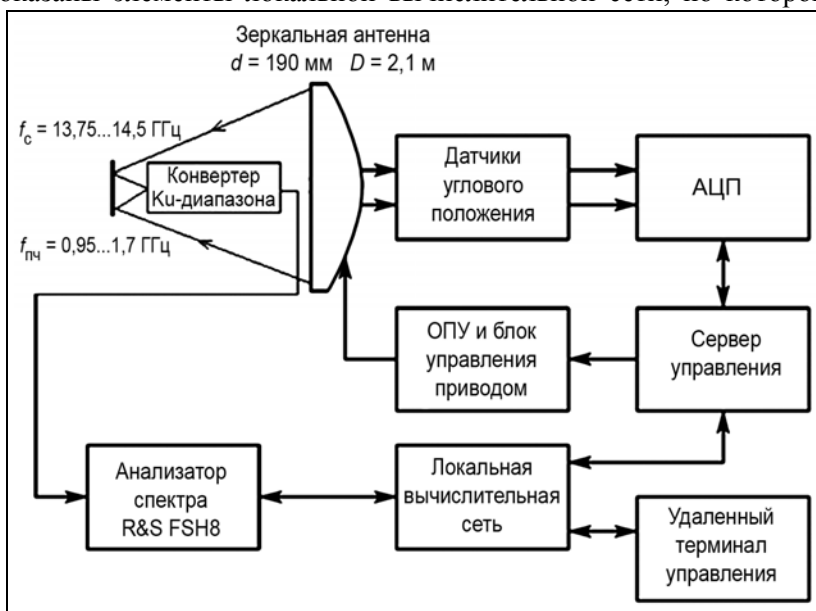 Зеркальная антенна
d = 190 мм D = 2,1 м
fс = 13,75...14,5 ГГц
Конвертер
Ku-диапазона
fпч = 0,95...1,7 ГГц
Датчики
углового
положения
АЦП
ОПУ и блок
управления
приводом
Сервер
управления
Анализатор
спектра
R&S FSH8
Локальная
вычислительная
сеть
Удаленный
терминал
управления